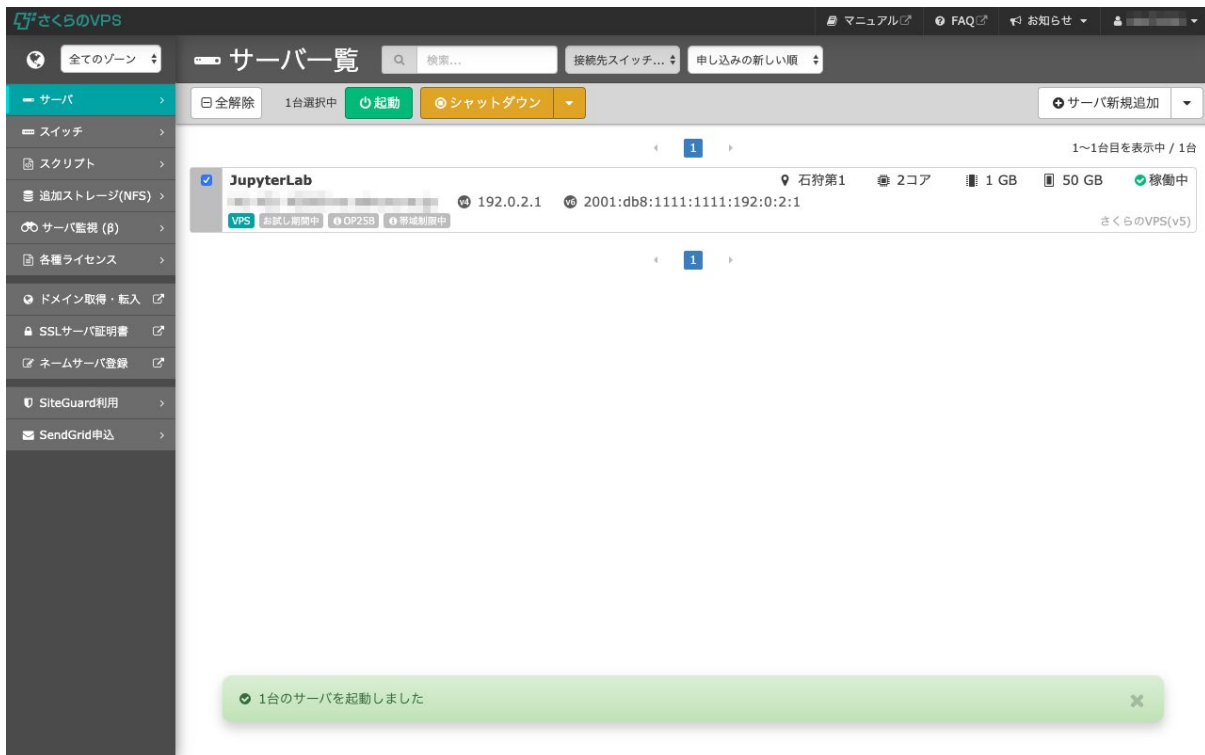 さくらのVPS
マニュアル
FAQ
お知らせ
全てのゾーン
サーバ一覧
検索...
接続先スイッチ...
申し込みの新しい順
サーバ
スイッチ
スクリプト
追加ストレージ(NFS)
サーバ監視 (β)
各種ライセンス
ドメイン取得・転入
SSLサーバ証明書
ネームサーバ登録
SiteGuard利用
SendGrid申込
全解除
1台選択中
起動
シャットダウン
サーバ新規追加
1
1〜1台目を表示中 / 1台
JupyterLab
石狩第1
2コア
1 GB
50 GB
稼働中
v4 192.0.2.1
v6 2001:db8:1111:1111:192:0:2:1
VPS
お試し期間中
OP25B
帯域制限中
さくらのVPS(v5)
1
1台のサーバを起動しました